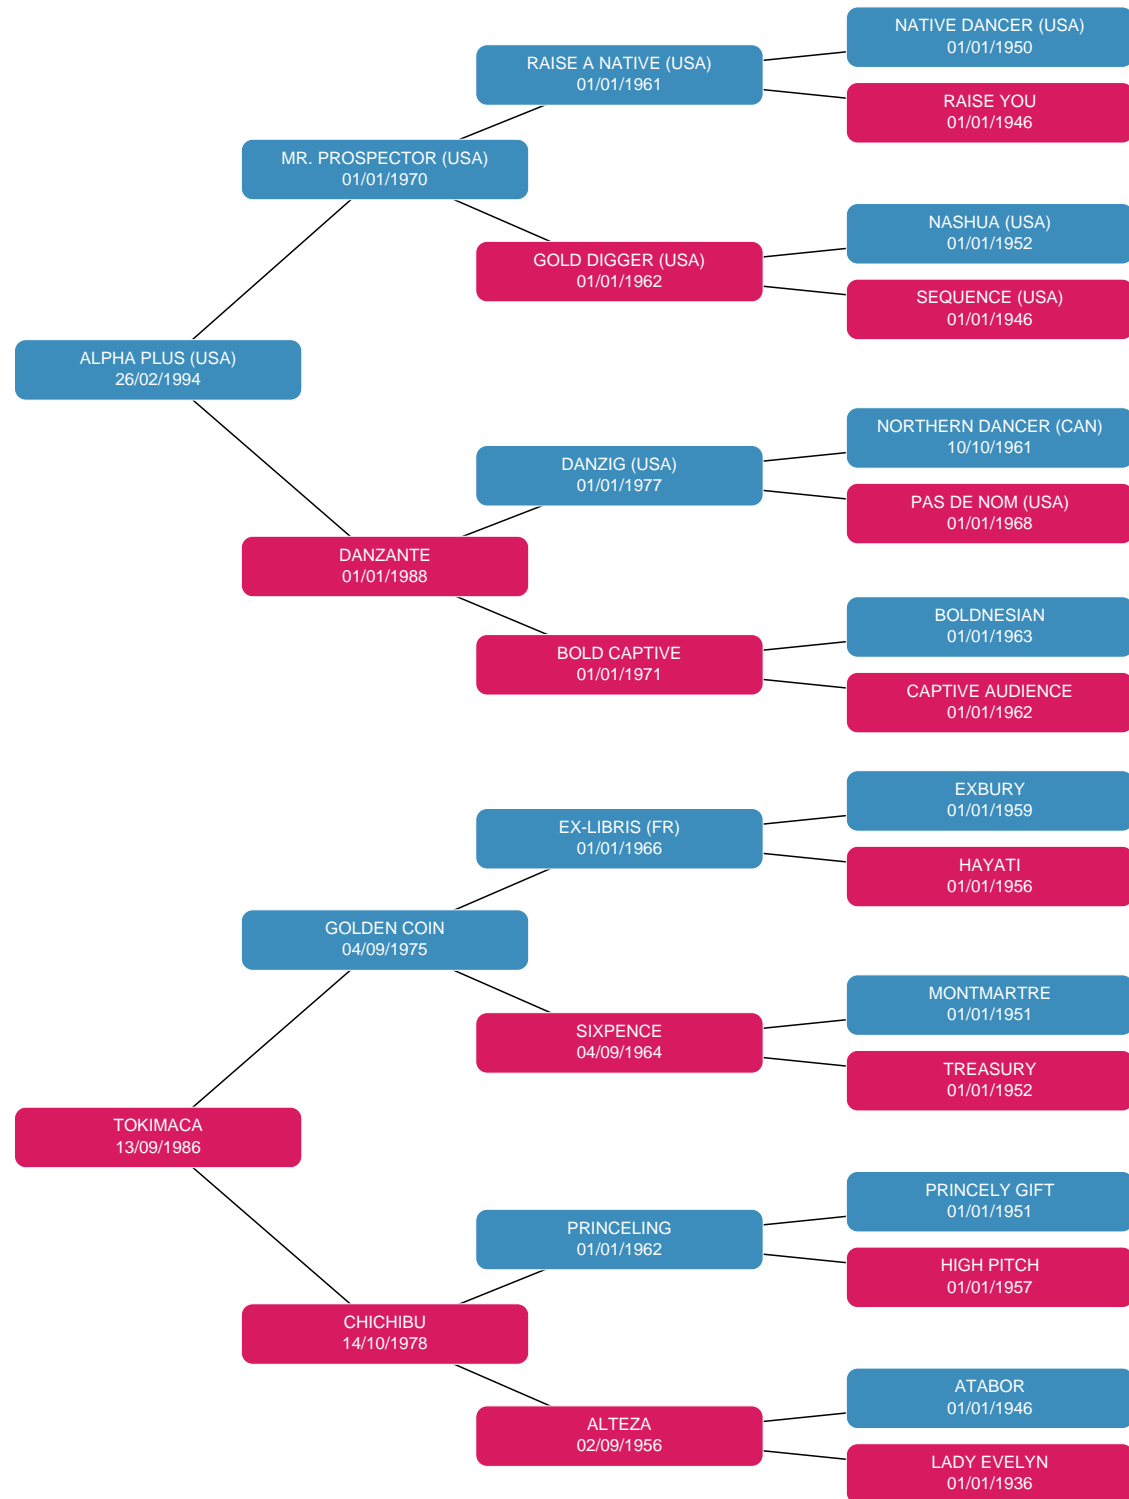 NATIVE DANCER (USA)
01/01/1950
RAISE A NATIVE (USA)
01/01/1961
RAISE YOU
01/01/1946
MR. PROSPECTOR (USA)
01/01/1970
NASHUA (USA)
01/01/1952
GOLD DIGGER (USA)
01/01/1962
SEQUENCE (USA)
01/01/1946
ALPHA PLUS (USA)
26/02/1994
NORTHERN DANCER (CAN)
10/10/1961
DANZIG (USA)
01/01/1977
PAS DE NOM (USA)
01/01/1968
DANZANTE
01/01/1988
BOLDNESIAN
01/01/1963
BOLD CAPTIVE
01/01/1971
CAPTIVE AUDIENCE
01/01/1962
EXBURY
01/01/1959
EX-LIBRIS (FR)
01/01/1966
HAYATI
01/01/1956
GOLDEN COIN
04/09/1975
MONTMARTRE
01/01/1951
SIXPENCE
04/09/1964
TREASURY
01/01/1952
TOKIMACA
13/09/1986
PRINCELY GIFT
01/01/1951
PRINCELING
01/01/1962
HIGH PITCH
01/01/1957
CHICHIBU
14/10/1978
ATABOR
01/01/1946
ALTEZA
02/09/1956
LADY EVELYN
01/01/1936